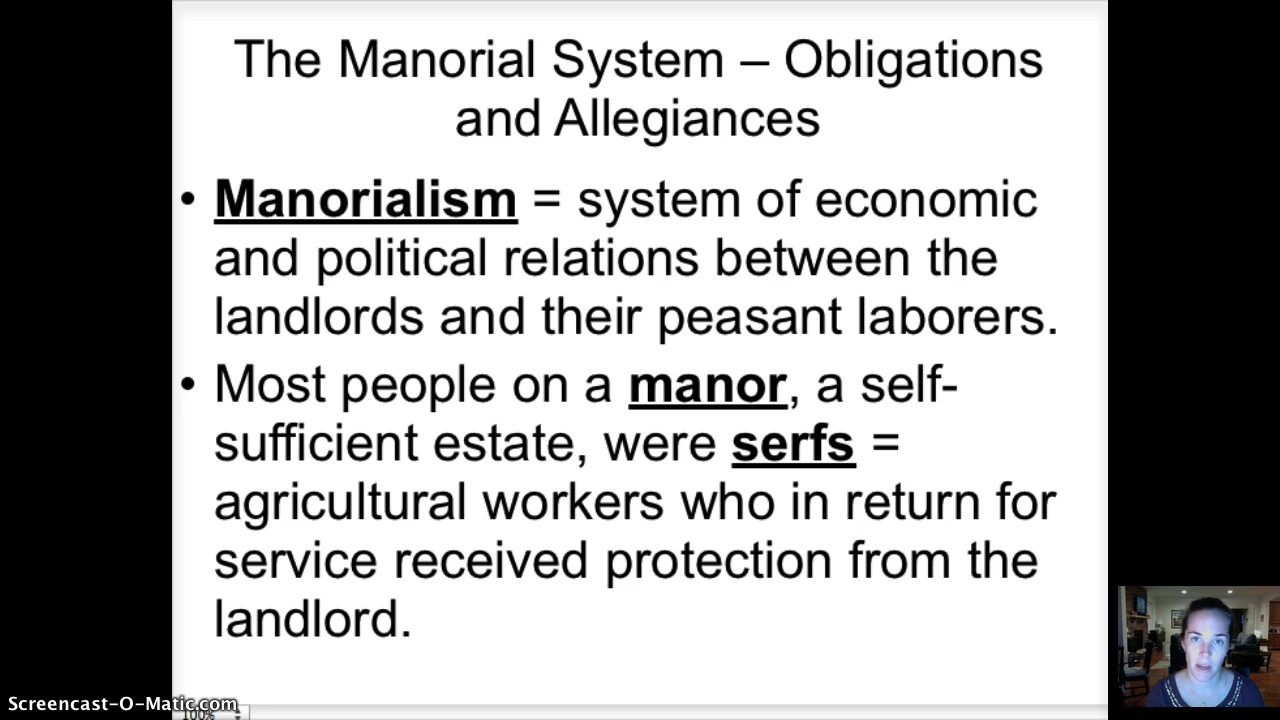 The Manorial System – Obligations
and Allegiances
• Manorialism = system of economic
and political relations between the
landlords and their peasant laborers.
• Most people on a manor, a self-
sufficient estate, were serfs =
agricultural workers who in return for
service received protection from the
landlord.
Screencast-O-Matic.com
100%